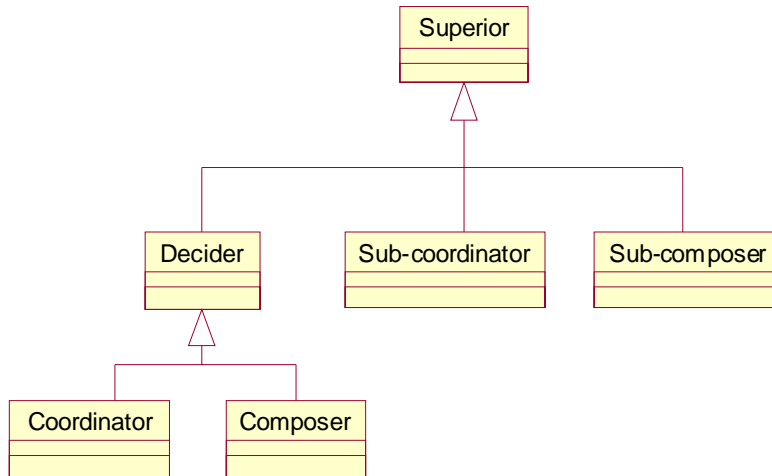 Superior
Decider
Sub-coordinator
Sub-composer
Coordinator
Composer